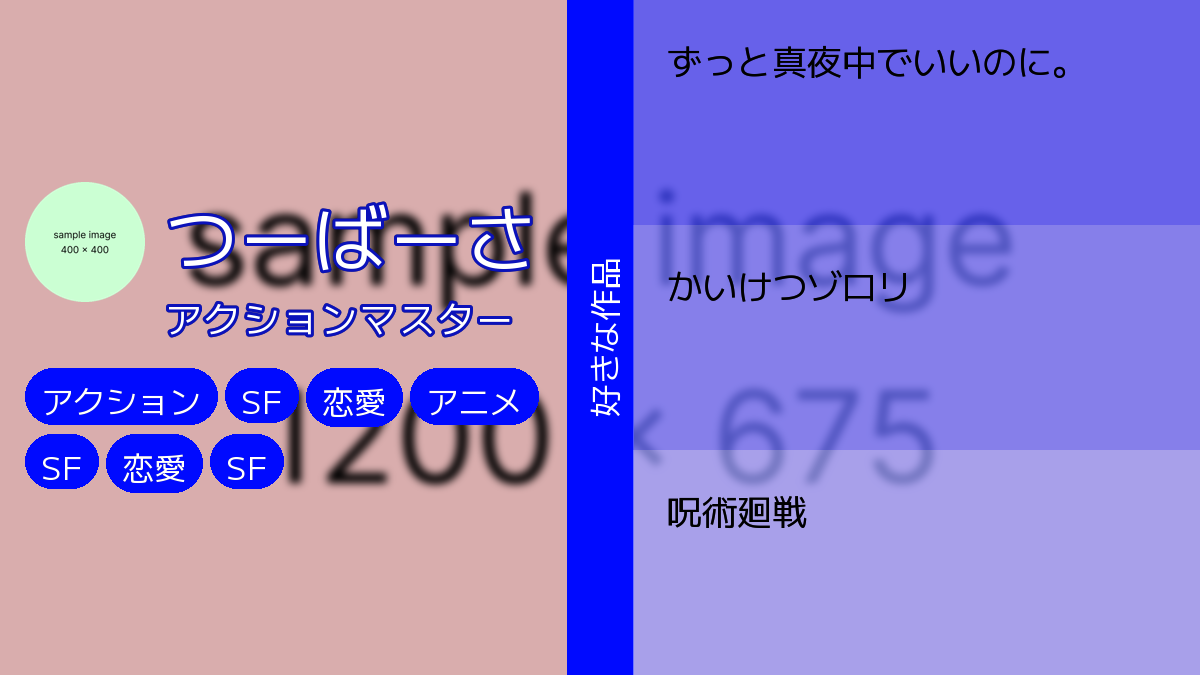 sample image
400 × 400
つーばーさ
アクションマスター
アクション SF 恋愛 アニメ
SF 恋愛 SF
sample image
1200 × 675
好きな作品
ずっと真夜中でいいのに。
かいけつゾロリ
呪術廻戦